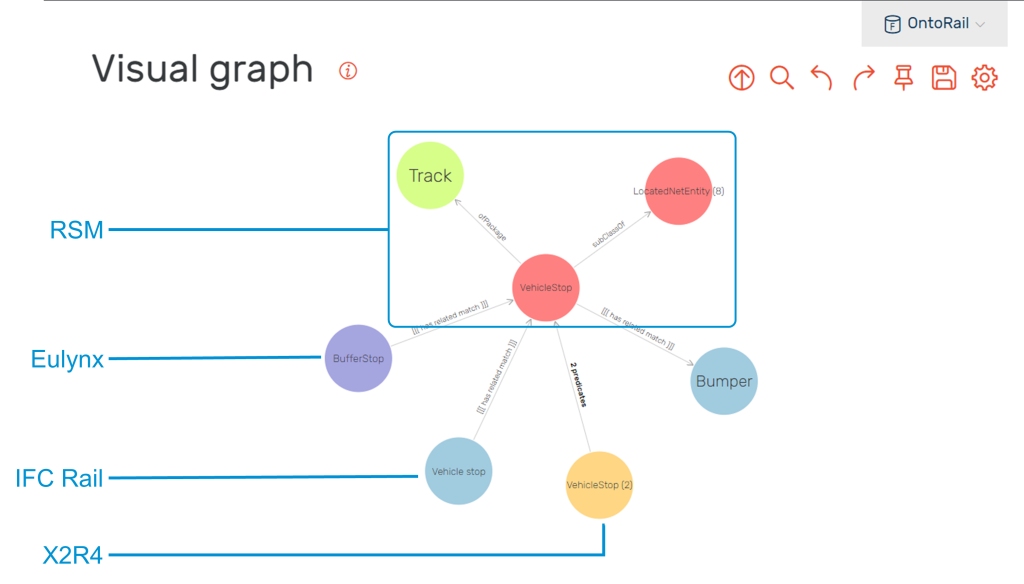 OntoRail
Visual graph
Track
LocatedNetEntity (8)
ofPackage
subClassOf
RSM
VehicleStop
[[[ has related match ]]]
[[[ has related match ]]]
Eulynx
BufferStop
[[[ has related match ]]]
2 predicates
Bumper
IFC Rail
Vehicle stop
VehicleStop (2)
X2R4